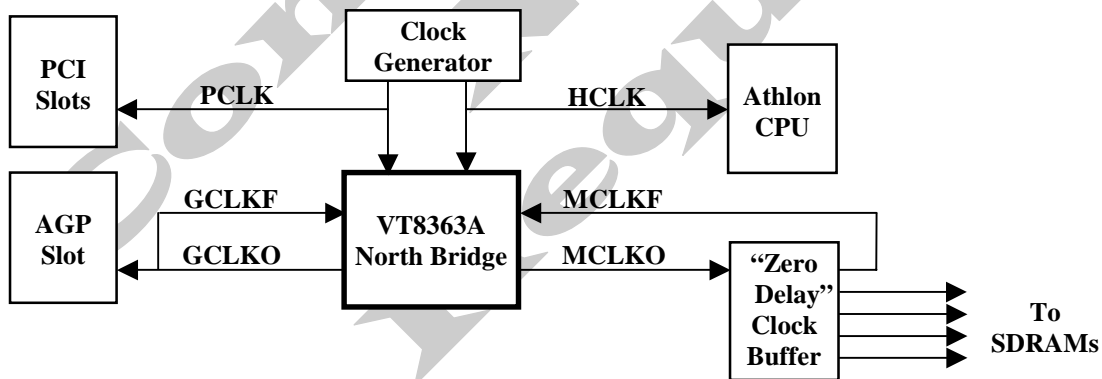 Clock
Generator
PCI
Slots
PCLK
HCLK
Athlon
CPU
AGP
Slot
GCLKF
GCLKO
VT8363A
North Bridge
MCLKF
MCLKO
“Zero
Delay”
Clock
Buffer
To
SDRAMs